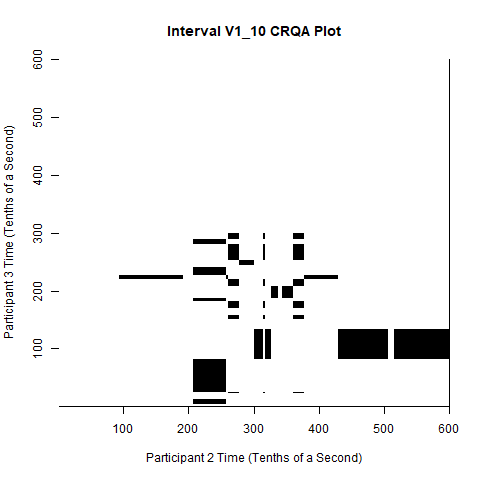 Interval V1_10 CRQA Plot
Participant 3 Time (Tenths of a Second)
600
500
400
300
200
100
100 200 300 400 500 600
Participant 2 Time (Tenths of a Second)